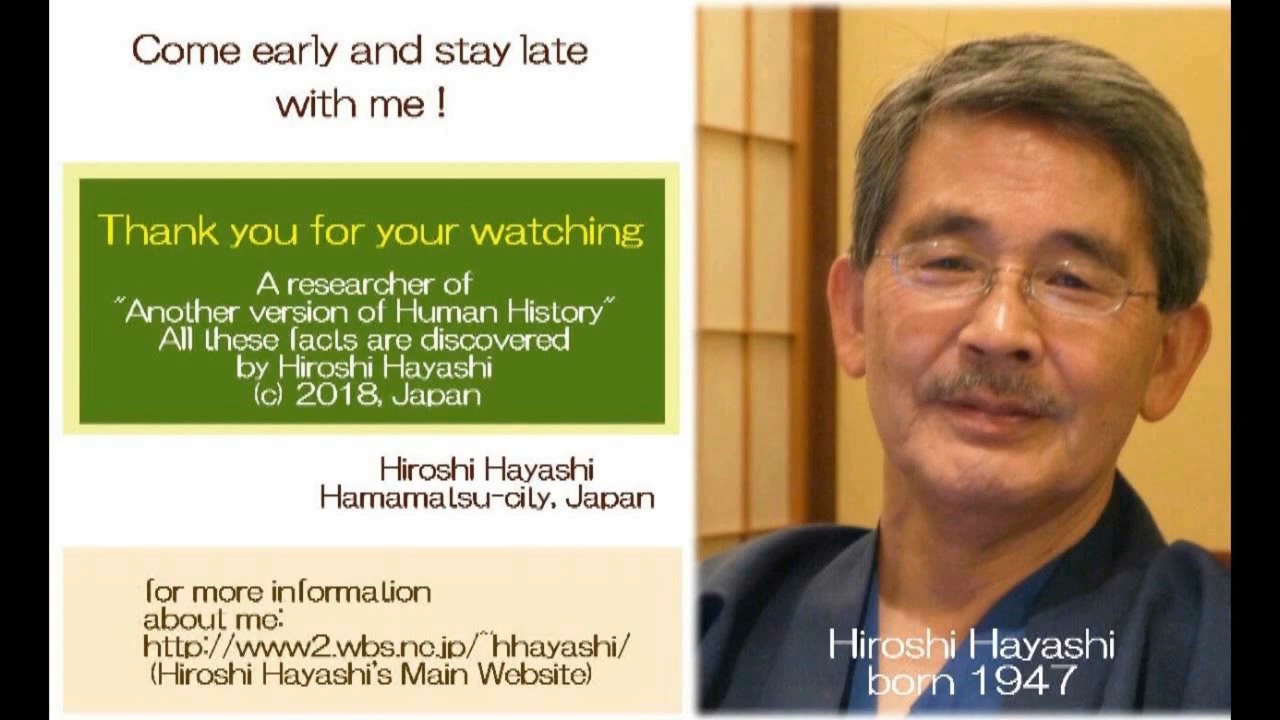 Come early and stay late
with me !
Thank you for your watching
A researcher of
"Another version of Human History"
All these facts are discovered
by Hiroshi Hayashi
(c) 2018, Japan
Hiroshi Hayashi
Hamamatsu-city, Japan
for more information
about me:
http://www2.wbs.ne.jp/~hhayashi/
(Hiroshi Hayashi's Main Website)
Hiroshi Hayashi
born 1947